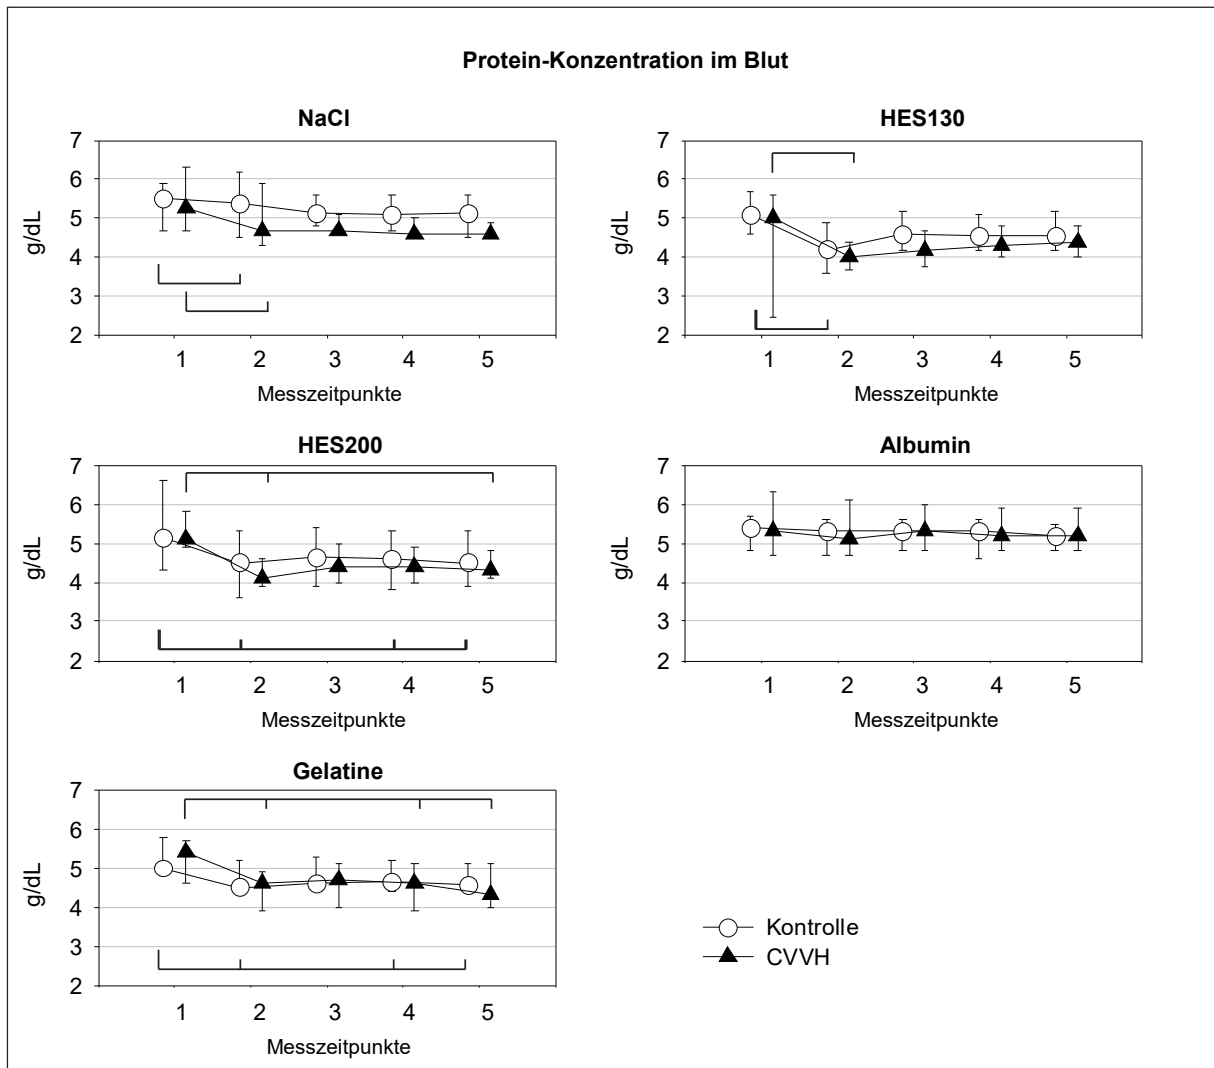 Protein-Konzentration im Blut
NaCl
7
6
5
4
3
2
g/dL
1 2 3 4 5
Messzeitpunkte
HES130
7
6
5
4
3
2
g/dL
1 2 3 4 5
Messzeitpunkte
HES200
7
6
5
4
3
2
g/dL
1 2 3 4 5
Messzeitpunkte
Albumin
7
6
5
4
3
2
g/dL
1 2 3 4 5
Messzeitpunkte
Gelatine
7
6
5
4
3
2
g/dL
1 2 3 4 5
Messzeitpunkte
Kontrolle
CVVH